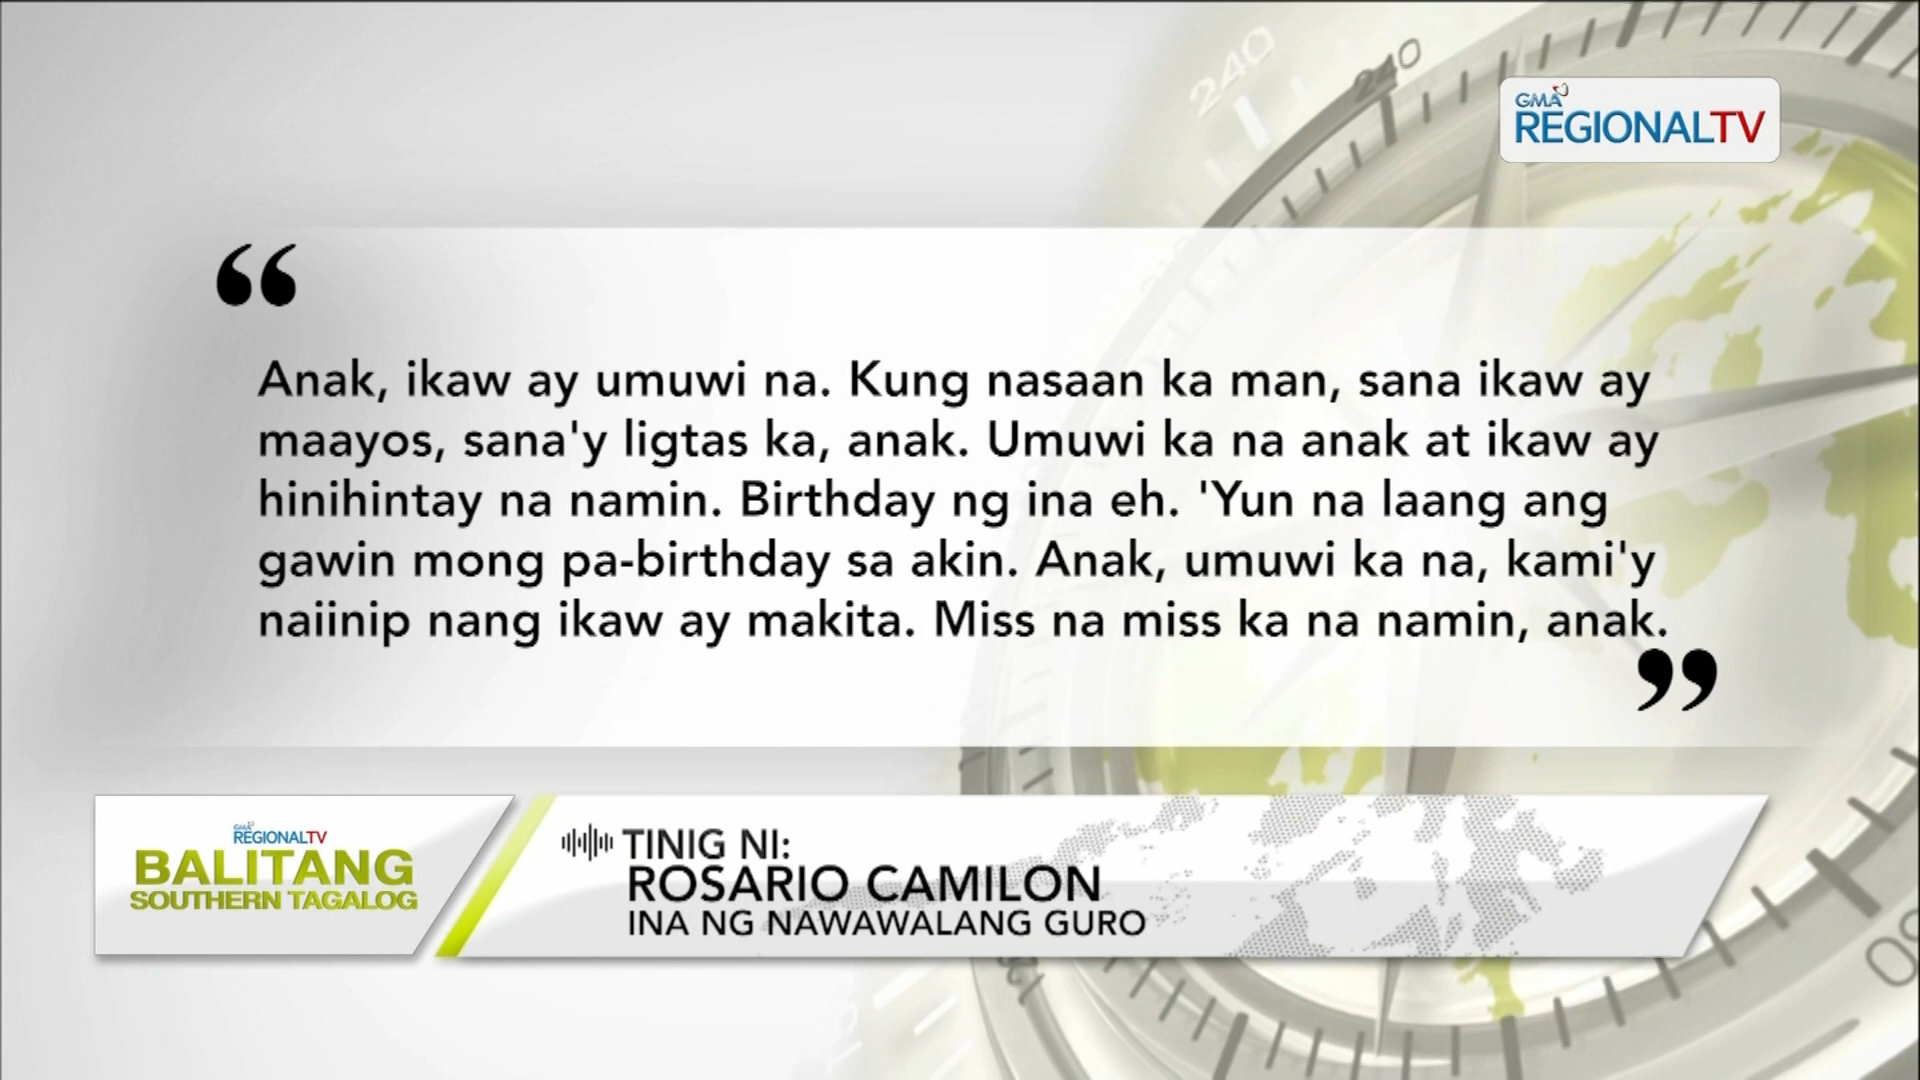 240
240
GMA
REGIONALTV
“
Anak, ikaw ay umuwi na. Kung nasaan ka man, sana ikaw ay
maayos, sana'y ligtas ka, anak. Umuwi ka na anak at ikaw ay
hinihintay na namin. Birthday ng ina eh. 'Yun na laang ang
gawin mong pa-birthday sa akin. Anak, umuwi ka na, kami'y
naiinip nang ikaw ay makita. Miss na miss ka na namin, anak.
”
GMA
REGIONALTV
BALITANG
SOUTHERN TAGALOG
TINIG NI:
ROSARIO CAMILON
INA NG NAWAWALANG GURO